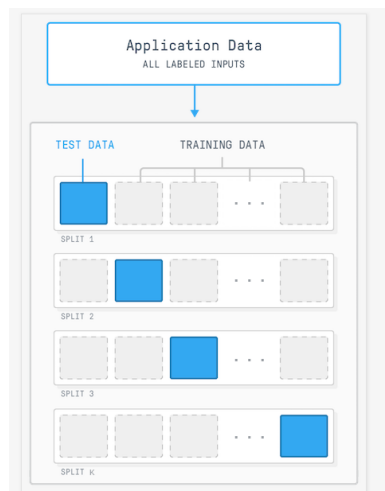 Application Data
ALL LABELED INPUTS
TEST DATA
TRAINING DATA
...
SPLIT 1
...
SPLIT 2
...
SPLIT 3
...
SPLIT K